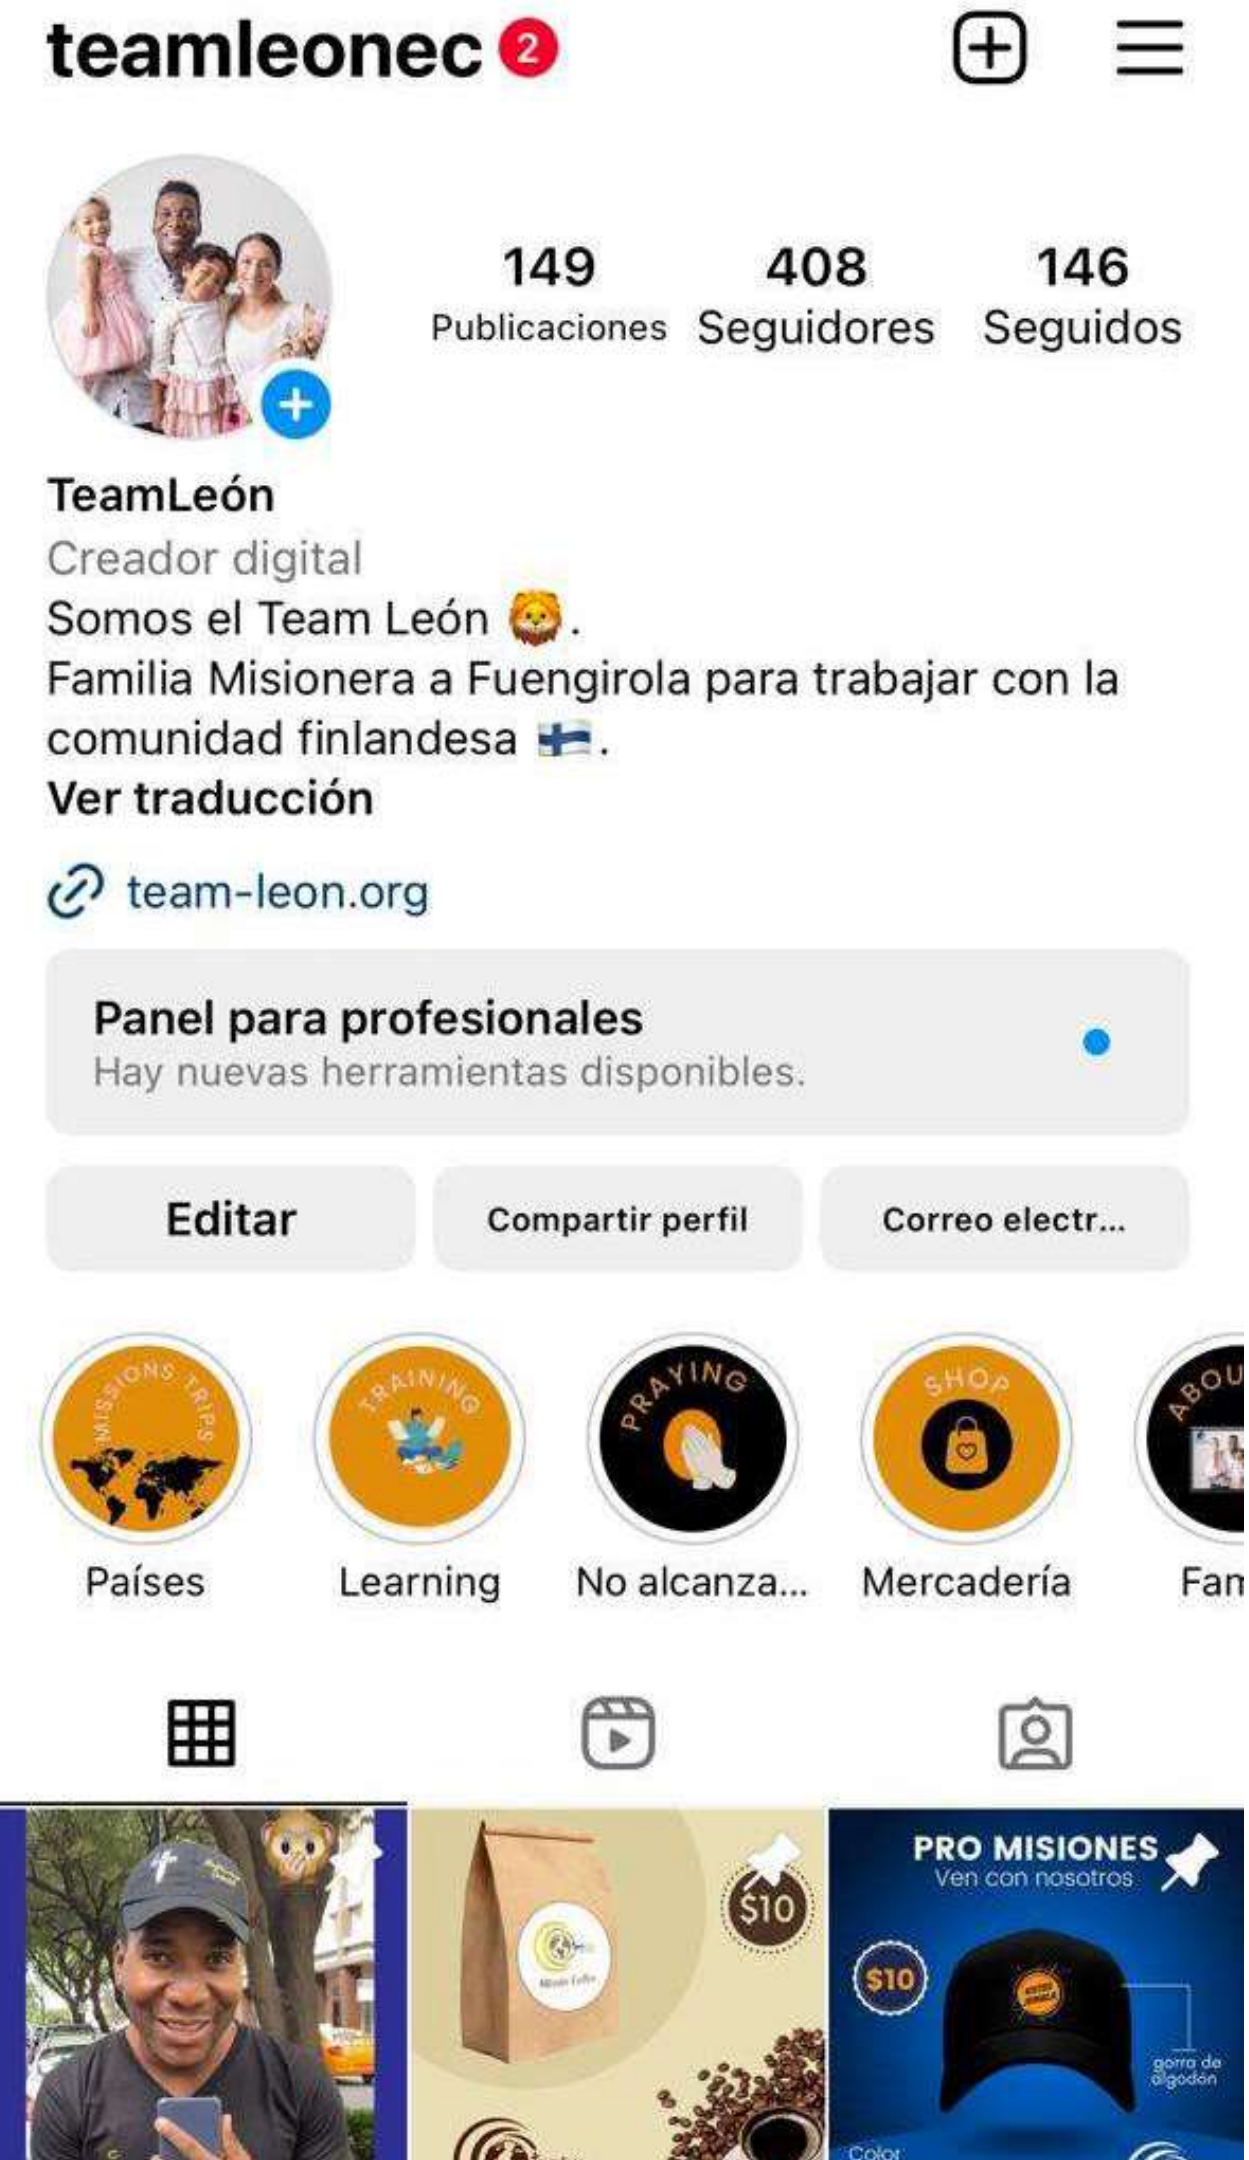 teamleonec 2
149 408 146
Publicaciones Seguidores Seguidos
TeamLeón
Creador digital
Somos el Team León 🦁.
Familia Misionera a Fuengirola para trabajar con la
comunidad finlandesa 🇫🇮.
Ver traducción
team-leon.org
Panel para profesionales
Hay nuevas herramientas disponibles.
Editar Compartir perfil Correo electr...
MISSIONS TRIPS
TRAINING
PRAYING
SHOP
ABOU
Países Learning No alcanza... Mercadería Fam
$10
PRO MISIONES
Ven con nosotros
$10
gorra de
algodón
Color